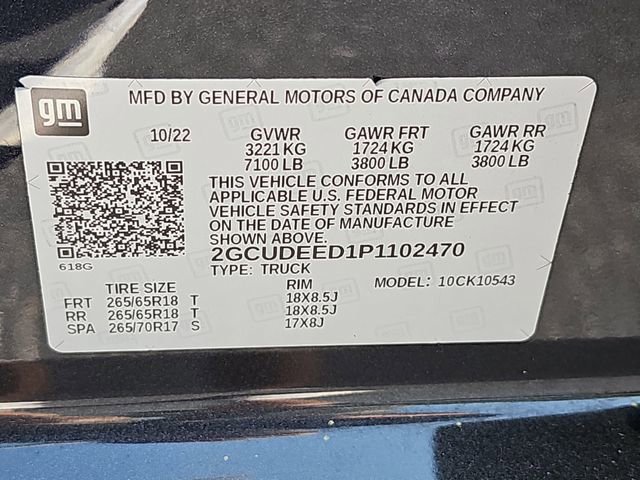 gm
MFD BY GENERAL MOTORS OF CANADA COMPANY
10/22 GVWR GAWR FRT GAWR RR
3221 KG 1724 KG 1724 KG
7100 LB 3800 LB 3800 LB
THIS VEHICLE CONFORMS TO ALL
APPLICABLE U.S. FEDERAL MOTOR
VEHICLE SAFETY STANDARDS IN EFFECT
ON THE DATE OF MANUFACTURE
SHOWN ABOVE.
618G
2GCUDEED1P1102470
TYPE: TRUCK MODEL: 10CK10543
TIRE SIZE RIM
FRT 265/65R18 T 18X8.5J
RR 265/65R18 T 18X8.5J
SPA 265/70R17 S 17X8J